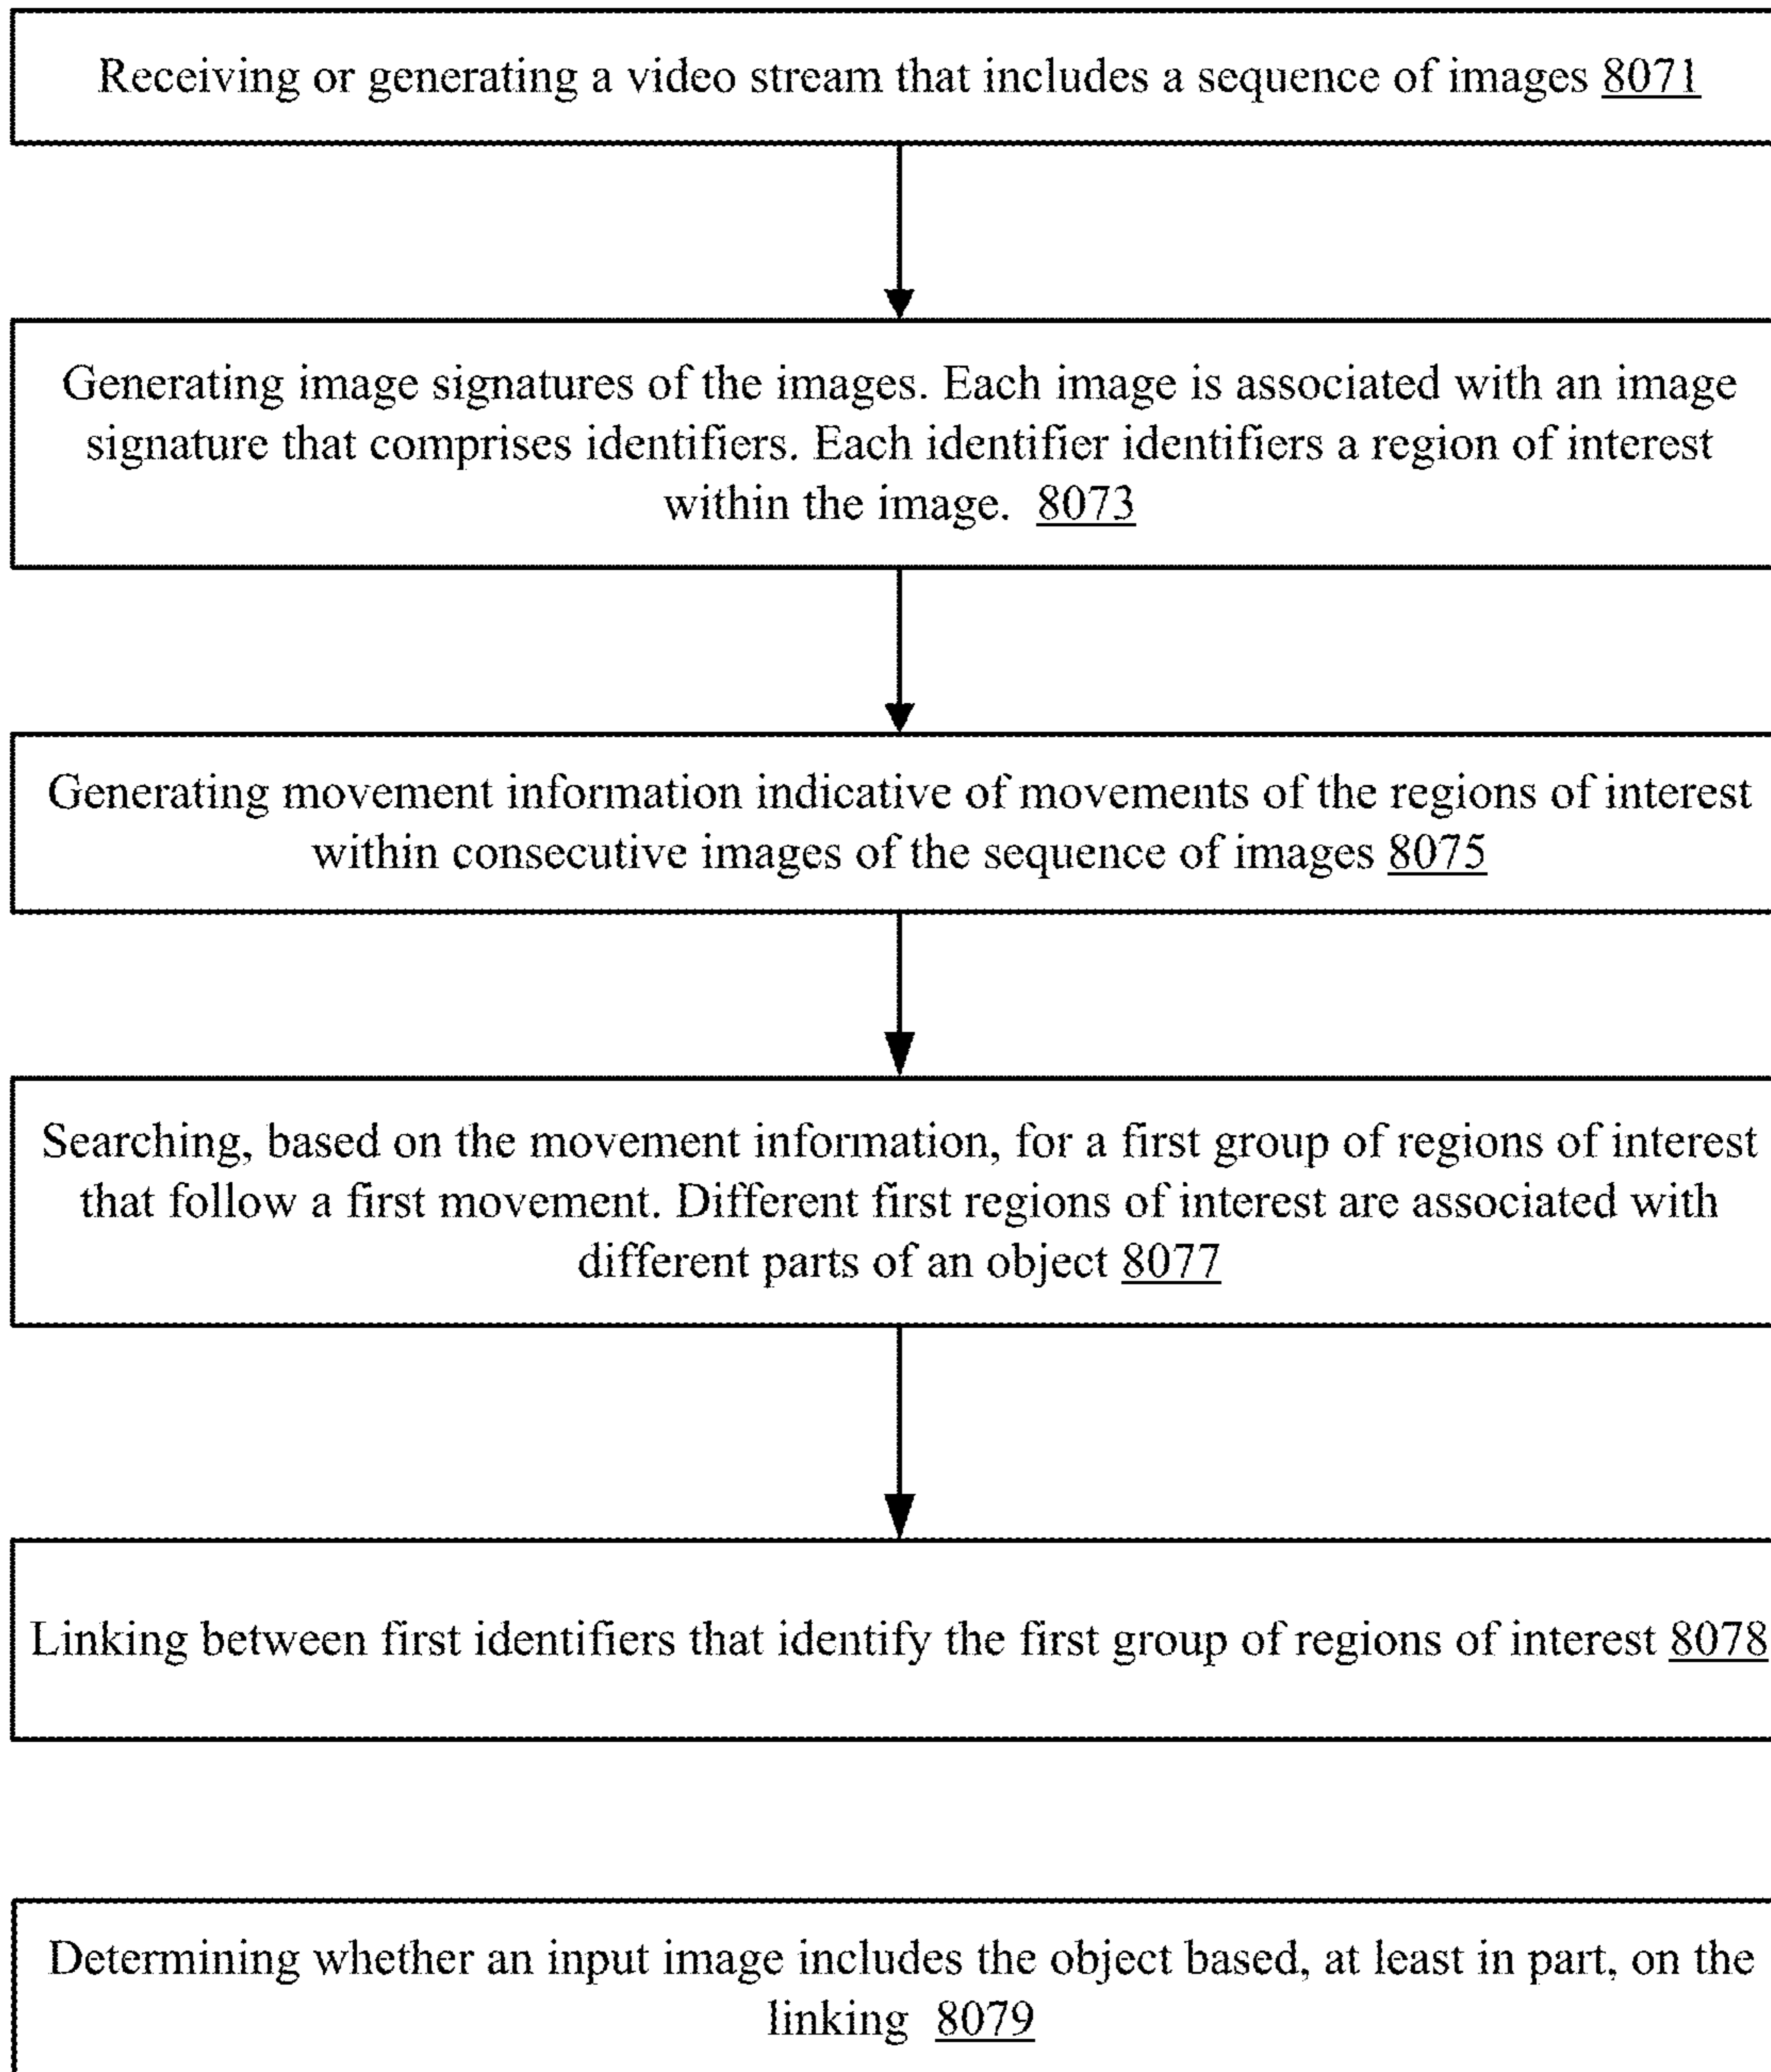 Receiving or generating a video stream that includes a sequence of images 8071
Generating image signatures of the images. Each image is associated with an image
signature that comprises identifiers. Each identifier identifiers a region of interest
within the image. 8073
Generating movement information indicative of movements of the regions of interest
within consecutive images of the sequence of images 8075
Searching, based on the movement information, for a first group of regions of interest
that follow a first movement. Different first regions of interest are associated with
different parts of an object 8077
Linking between first identifiers that identify the first group of regions of interest 8078
Determining whether an input image includes the object based, at least in part, on the
linking 8079